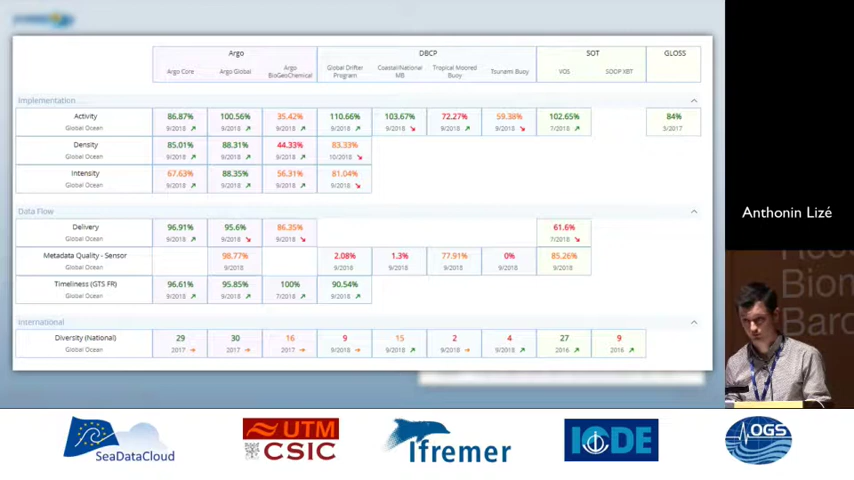 Argo DBCP SOT GLOSS
Argo Core Argo Global Argo BioGeoChemical Global Drifter Program Coastal/National MB Tropical Moored Buoy Tsunami Buoy VOS SOOP XBT
Implementation
Activity 86.87% 100.56% 35.42% 110.66% 103.67% 72.27% 59.38% 102.65% 84%
Global Ocean 9/2018 9/2018 9/2018 9/2018 9/2018 9/2018 9/2018 7/2018 5/2017
Density 85.01% 88.31% 44.33% 83.33%
Global Ocean 9/2018 9/2018 9/2018 10/2018
Intensity 67.63% 88.35% 56.31% 81.04%
Global Ocean 9/2018 9/2018 9/2018 9/2018
Data Flow
Delivery 96.91% 95.6% 86.35% 61.6%
Global Ocean 9/2018 9/2018 9/2018 7/2018
Metadata Quality - Sensor 98.77% 2.08% 1.3% 77.91% 0% 85.26%
Global Ocean 9/2018 9/2018 9/2018 9/2018 9/2018 9/2018
Timeliness (GTS FR) 96.61% 95.85% 100% 90.54%
Global Ocean 9/2018 9/2018 7/2018 9/2018
International
Diversity (National) 29 30 16 9 15 2 4 27 9
Global Ocean 2017 2017 2017 9/2018 9/2018 9/2018 9/2018 2016 2016
Anthonin Lizé
Biom
Barc
SeaDataCloud
UTM
CSIC
Ifremer
IODE
OGS